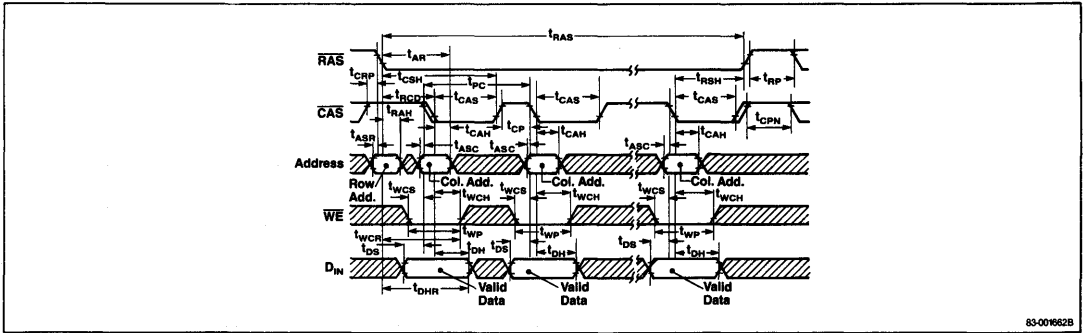 tRAS
RAS
tAR
tCRP
tCSH
tPC
tRSH
tRP
tRCD
tCAS
tCAS
tCAS
CAS
tRAH
tCAH
tCP
tCAH
tCAH
tCPN
tASR
tASC
tASC
tASC
Address
Row
Add.
Col. Add.
Col. Add.
Col. Add.
tWCS
tWCH
tWCS
tWCH
tWCS
tWCH
WE
tWP
tWP
tWP
tWCR
tDS
tDH
tDS
tDH
tDS
tDH
DIN
tDHR
Valid
Data
Valid
Data
Valid
Data
83-001662B